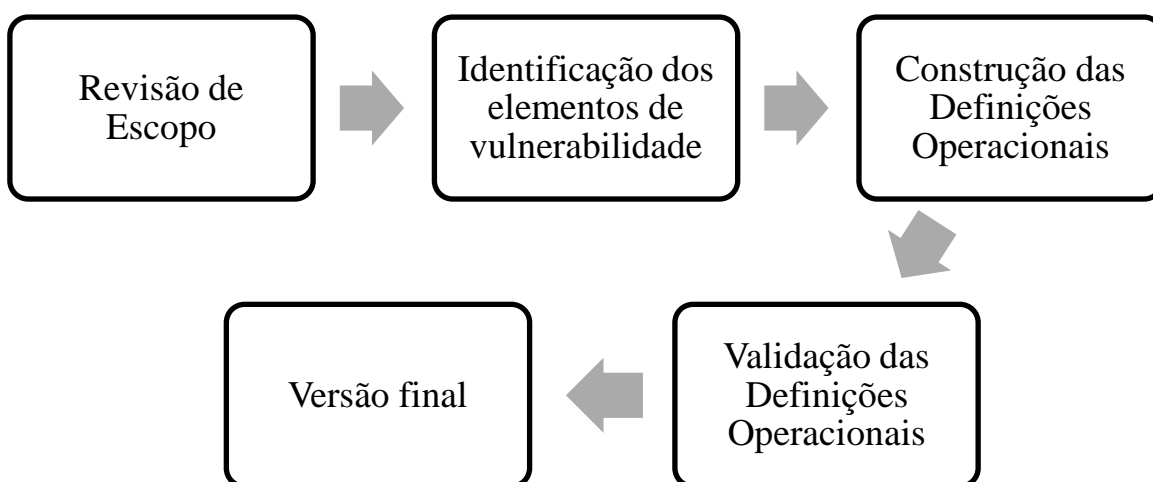 Revisão de
Escopo
Identificação dos
elementos de
vulnerabilidade
Construção das
Definições
Operacionais
Validação das
Definições
Operacionais
Versão final